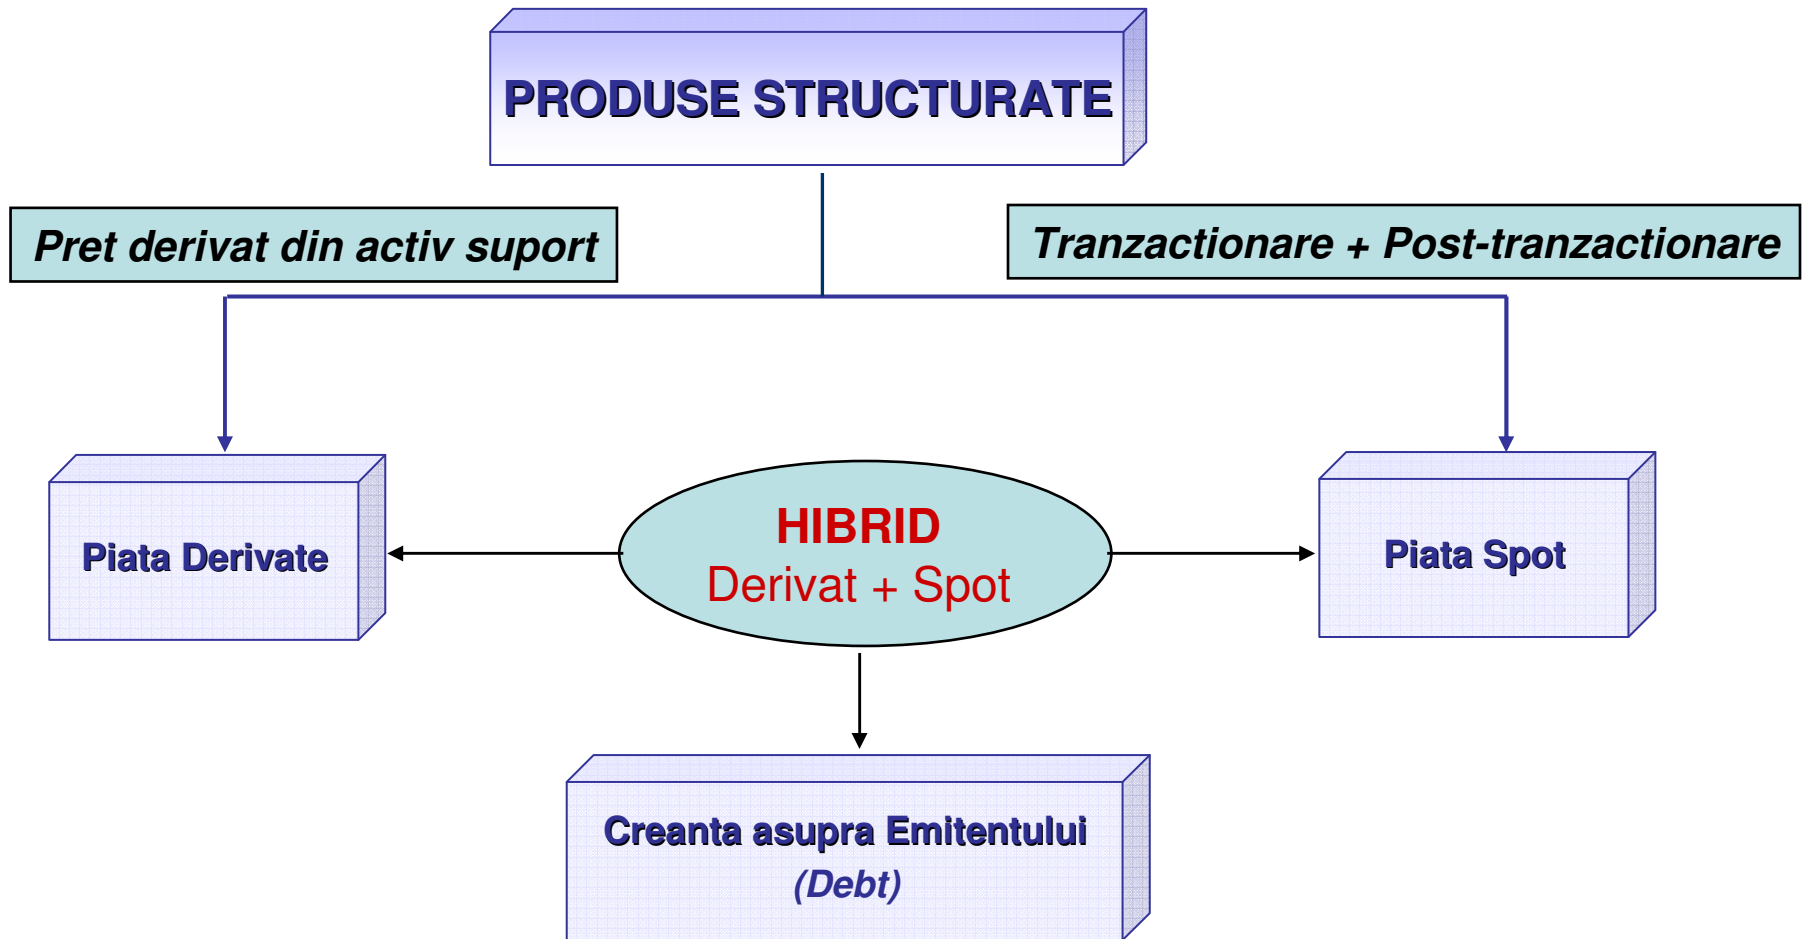 PRODUSE STRUCTURATE
Pret derivat din activ suport
Tranzactionare + Post-tranzactionare
Piata Derivate
HIBRID
Derivat + Spot
Piata Spot
Creanta asupra Emitentului
(Debt)